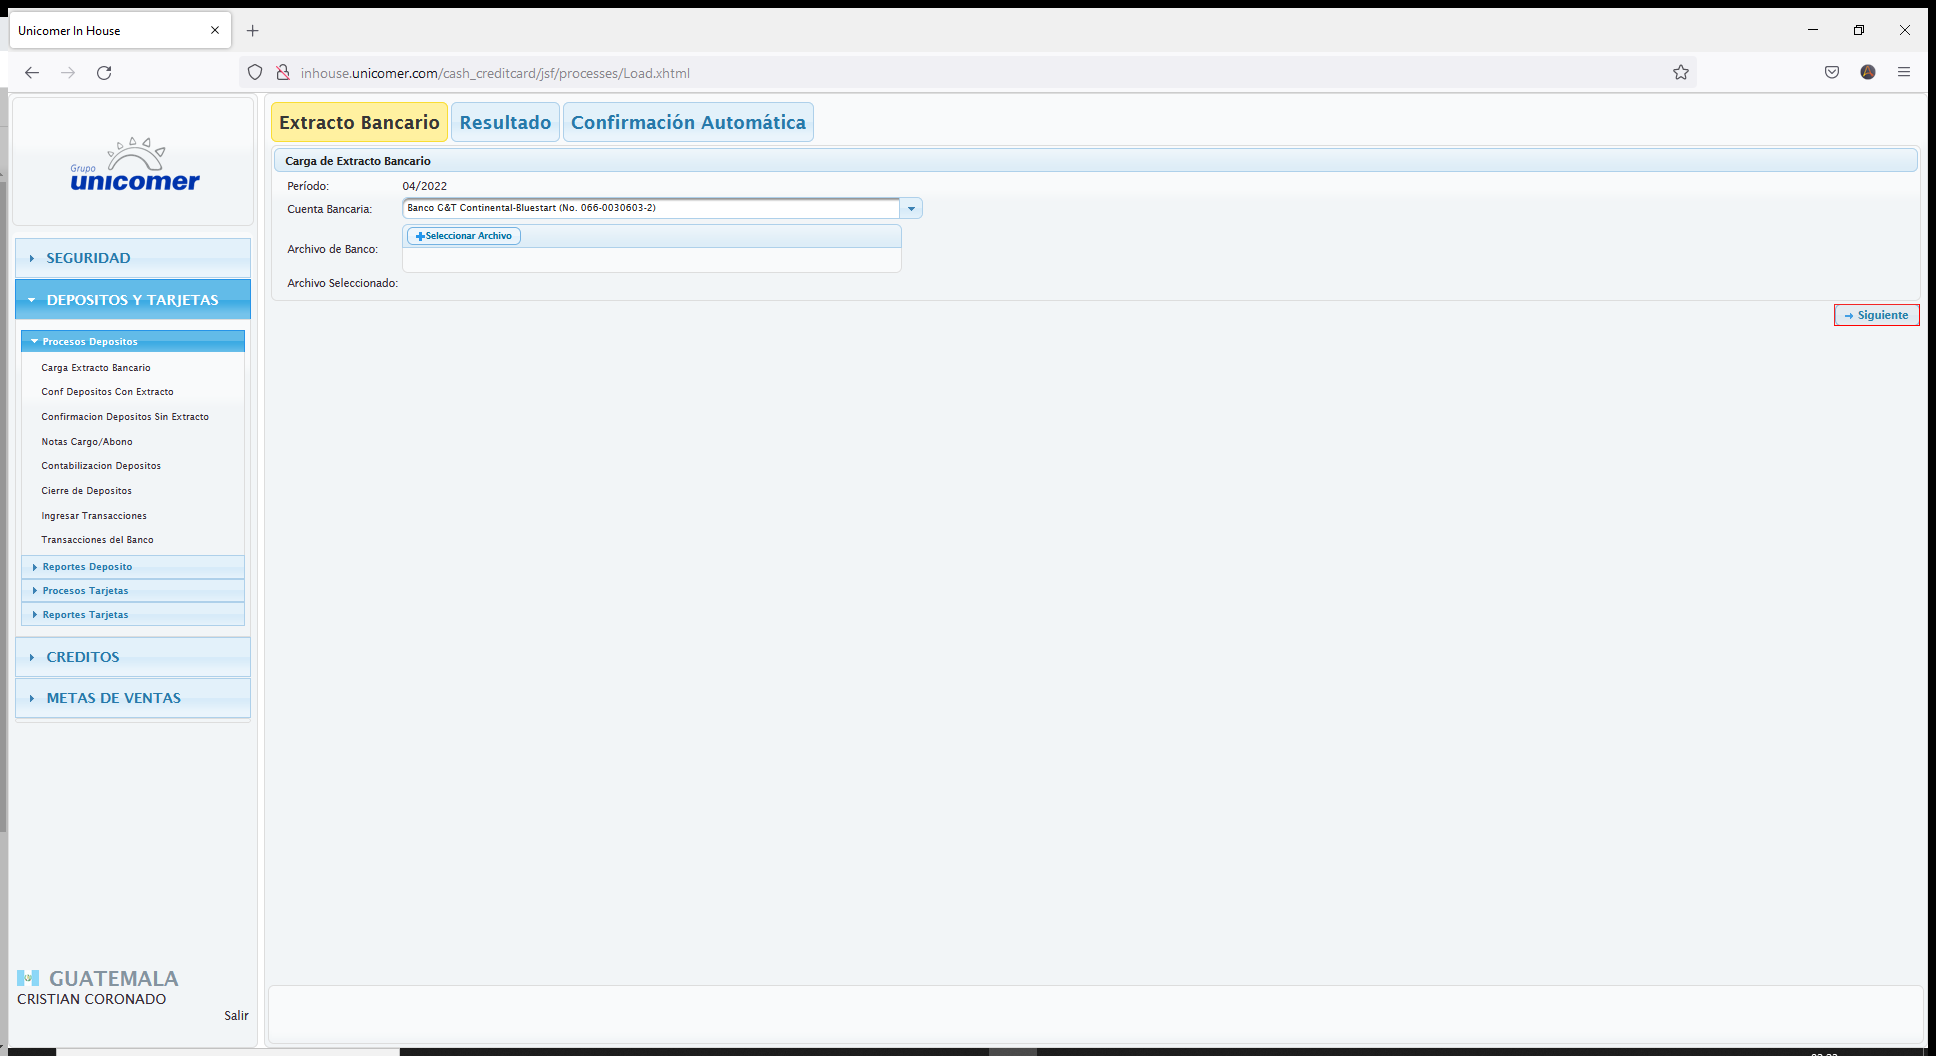 Unicomer In House
inhouse.unicomer.com/cash_creditcard/jsf/processes/Load.xhtml
Grupo
unicomer
SEGURIDAD
DEPOSITOS Y TARJETAS
Procesos Depositos
Carga Extracto Bancario
Conf Depositos Con Extracto
Confirmacion Depositos Sin Extracto
Notas Cargo/Abono
Contabilizacion Depositos
Cierre de Depositos
Ingresar Transacciones
Transacciones del Banco
Reportes Deposito
Procesos Tarjetas
Reportes Tarjetas
CREDITOS
METAS DE VENTAS
GUATEMALA
CRISTIAN CORONADO
Salir
Extracto Bancario Resultado Confirmación Automática
Carga de Extracto Bancario
Período: 04/2022
Cuenta Bancaria: Banco G&T Continental-Bluestart (No. 066-0030603-2)
Archivo de Banco: Seleccionar Archivo
Archivo Seleccionado:
Siguiente